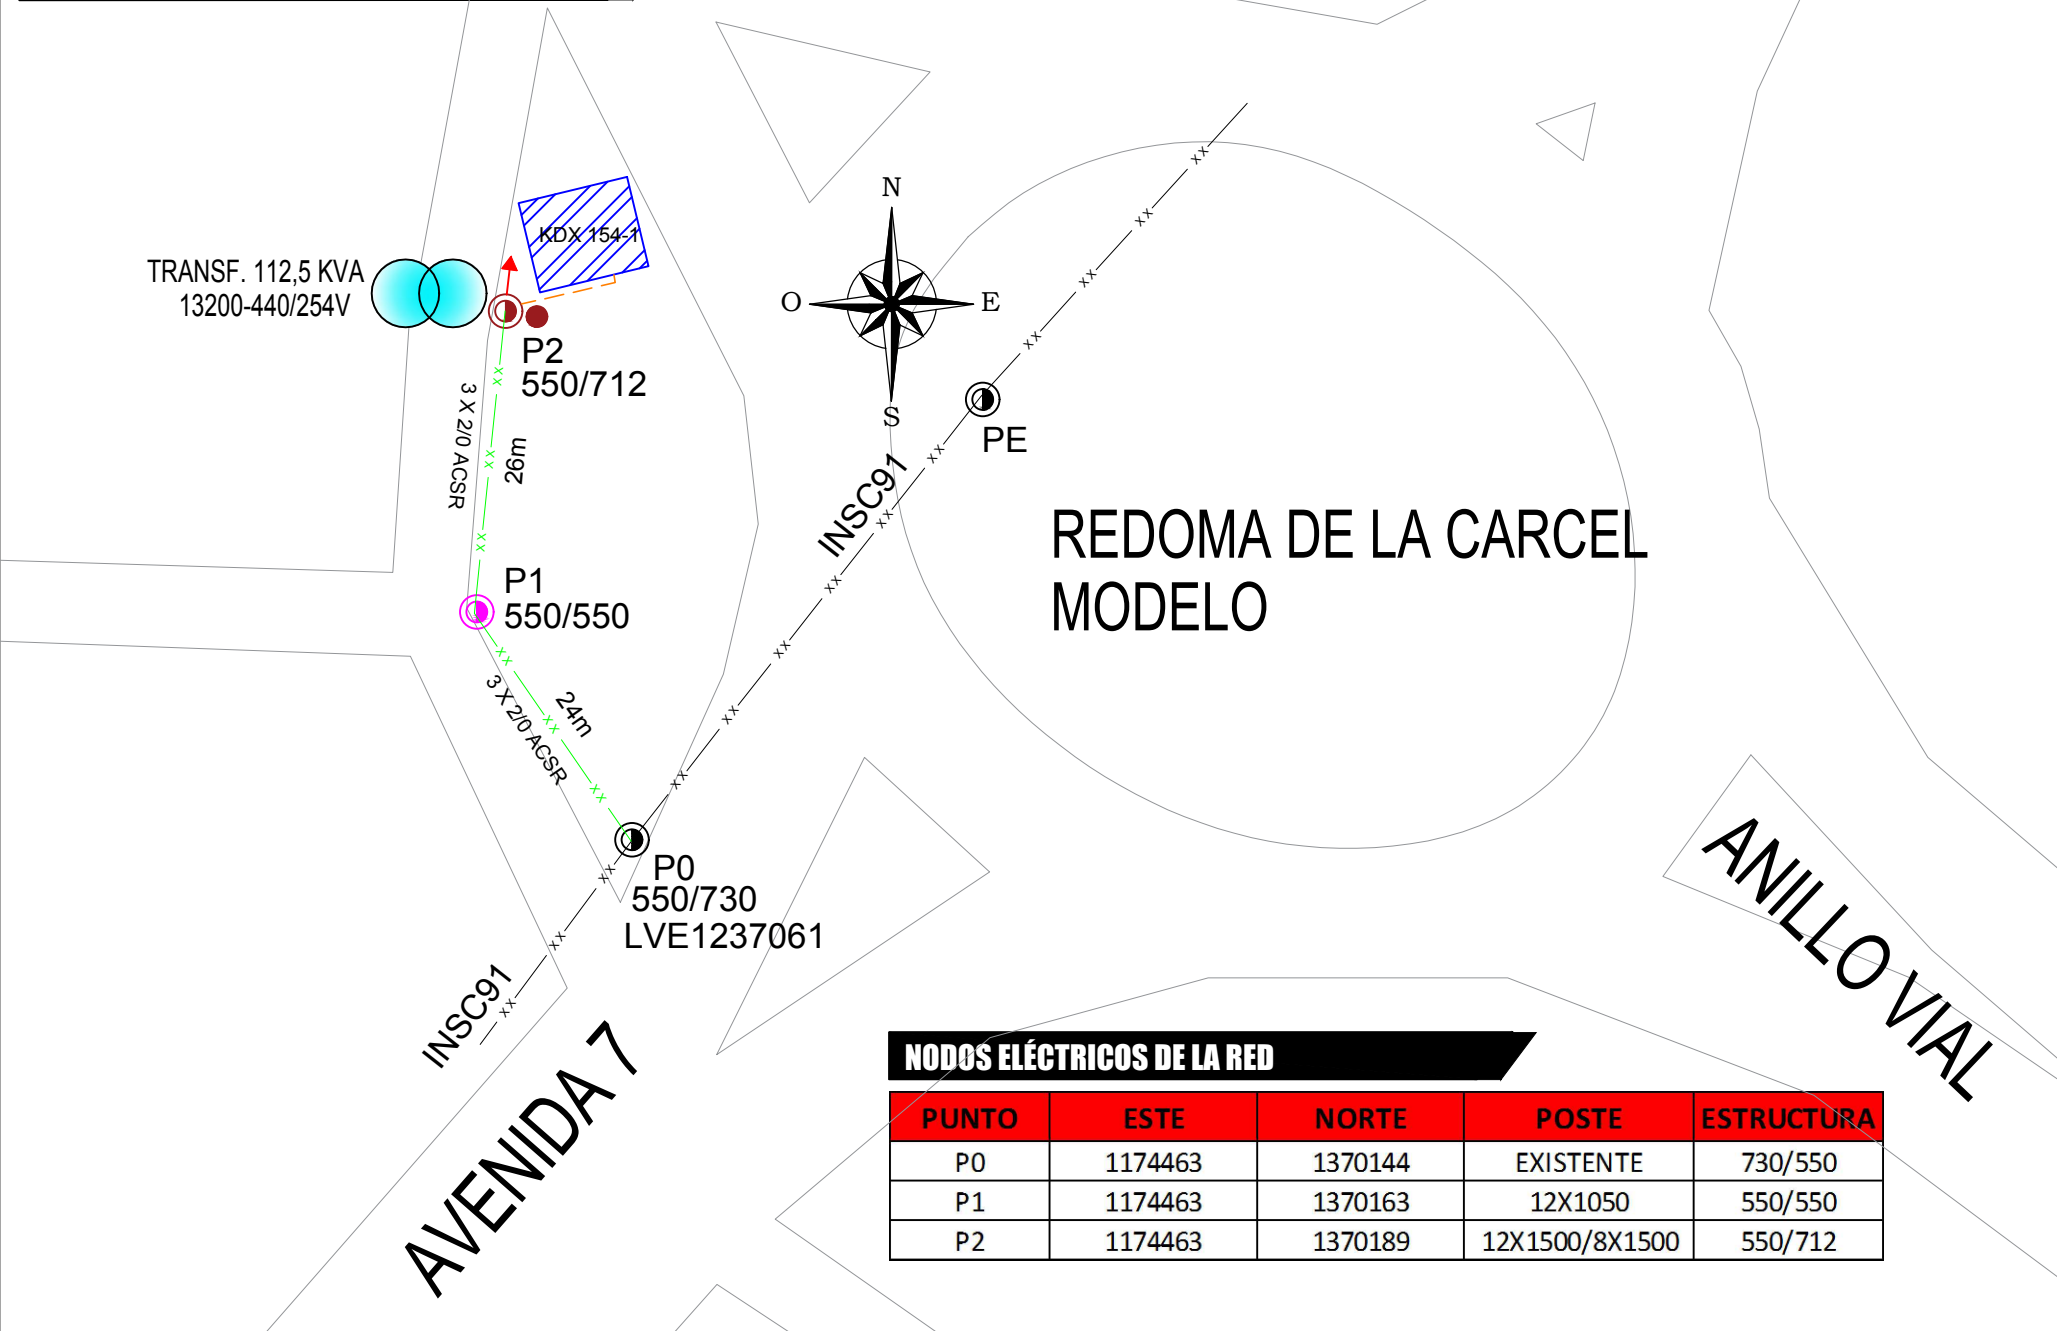 KDX 154-1
N
TRANSF. 112,5 KVA
13200-440/254V
O
E
P2
550/712
3 X 2/0 ACSR
26m
S
PE
INSC91
REDOMA DE LA CARCEL
MODELO
P1
550/550
3 X 2/0 ACSR
24m
P0
550/730
LVE1237061
INSC91
AVENIDA 7
ANILLO VIAL
NODOS ELÉCTRICOS DE LA RED
PUNTO ESTE NORTE POSTE ESTRUCTURA
P0 1174463 1370144 EXISTENTE 730/550
P1 1174463 1370163 12X1050 550/550
P2 1174463 1370189 12X1500/8X1500 550/712